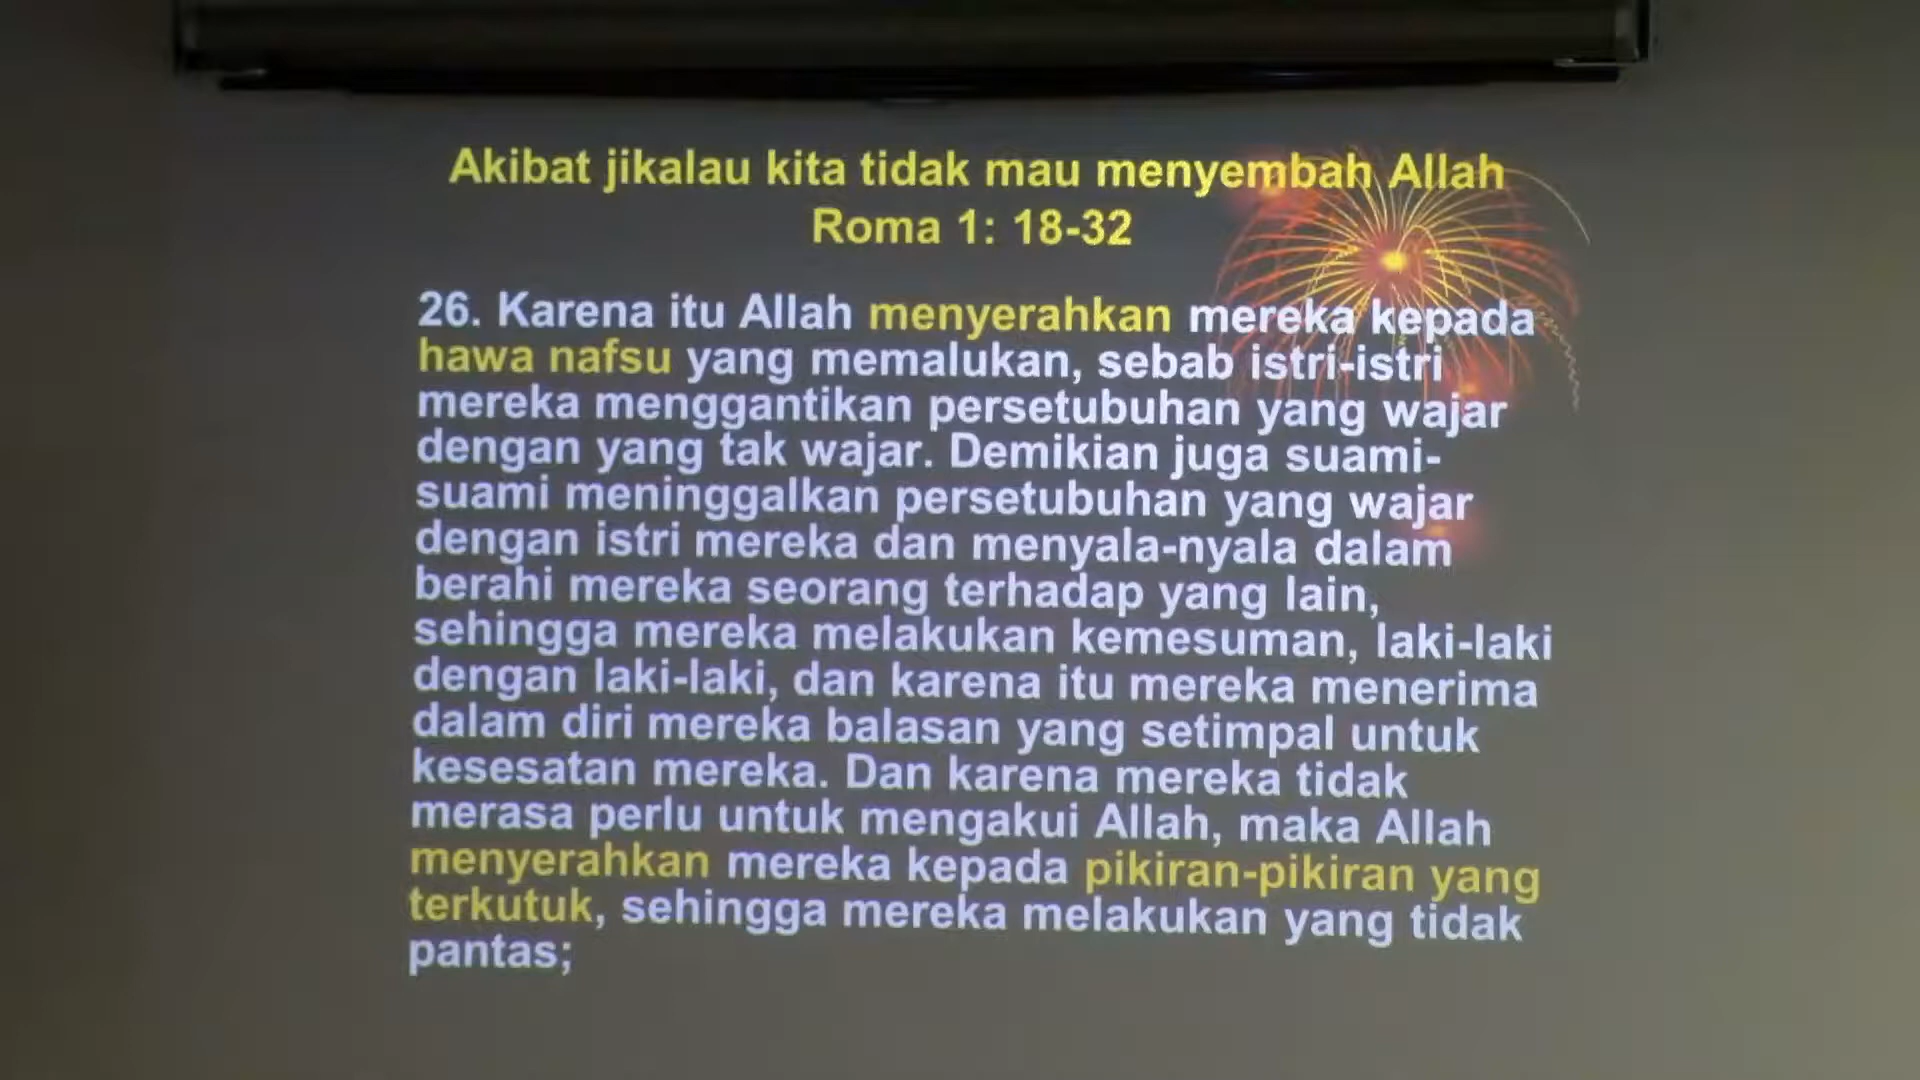 Akibat jikalau kita tidak mau menyembah Allah
Roma 1: 18-32
26. Karena itu Allah menyerahkan mereka kepada
hawa nafsu yang memalukan, sebab istri-istri
mereka menggantikan persetubuhan yang wajar
dengan yang tak wajar. Demikian juga suami-
suami meninggalkan persetubuhan yang wajar
dengan istri mereka dan menyala-nyala dalam
berahi mereka seorang terhadap yang lain,
sehingga mereka melakukan kemesuman, laki-laki
dengan laki-laki, dan karena itu mereka menerima
dalam diri mereka balasan yang setimpal untuk
kesesatan mereka. Dan karena mereka tidak
merasa perlu untuk mengakui Allah, maka Allah
menyerahkan mereka kepada pikiran-pikiran yang
terkutuk, sehingga mereka melakukan yang tidak
pantas;